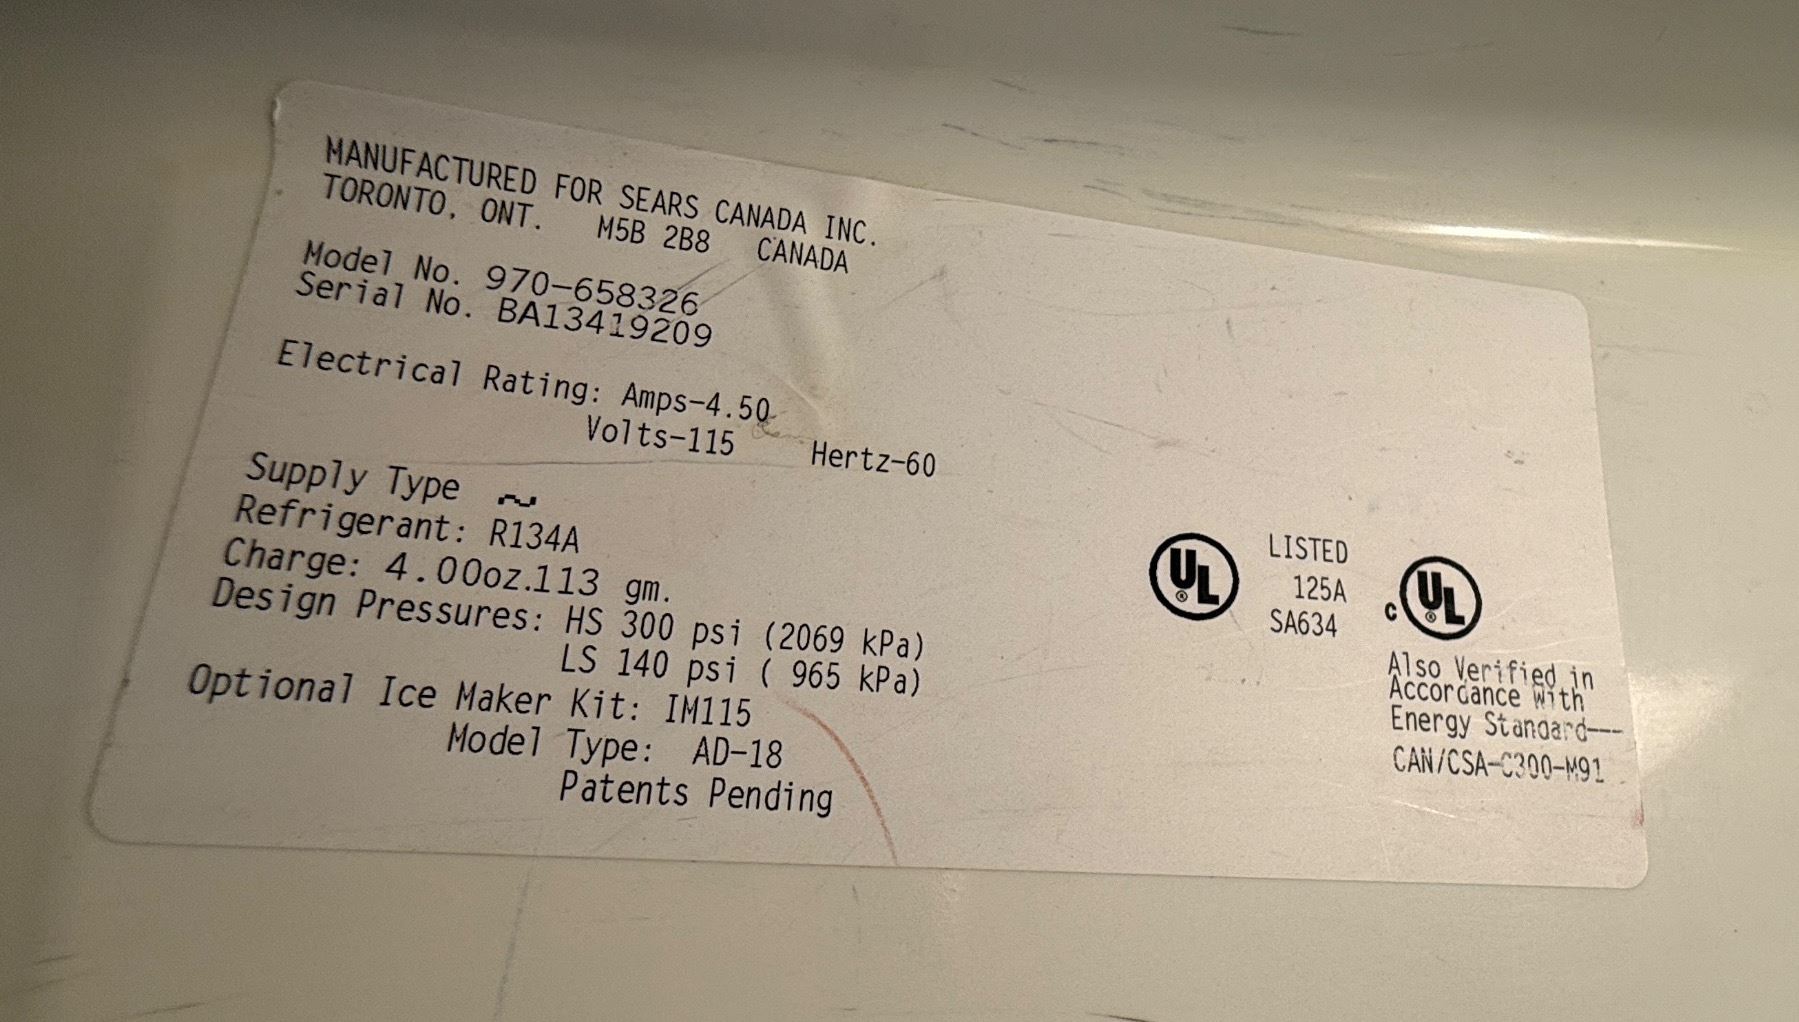 MANUFACTURED FOR SEARS CANADA INC.
TORONTO, ONT. M5B 2B8 CANADA
Model No. 970-658326
Serial No. BA13419209
Electrical Rating: Amps-4.50
Volts-115 Hertz-60
Supply Type ~
Refrigerant: R134A
Charge: 4.00oz.113 gm.
Design Pressures: HS 300 psi (2069 kPa)
LS 140 psi ( 965 kPa)
Optional Ice Maker Kit: IM115
Model Type: AD-18
Patents Pending
UL ®
LISTED
125A
SA634
c UL ®
Also Verified in
Accordance with
Energy Standard---
CAN/CSA-C300-M91